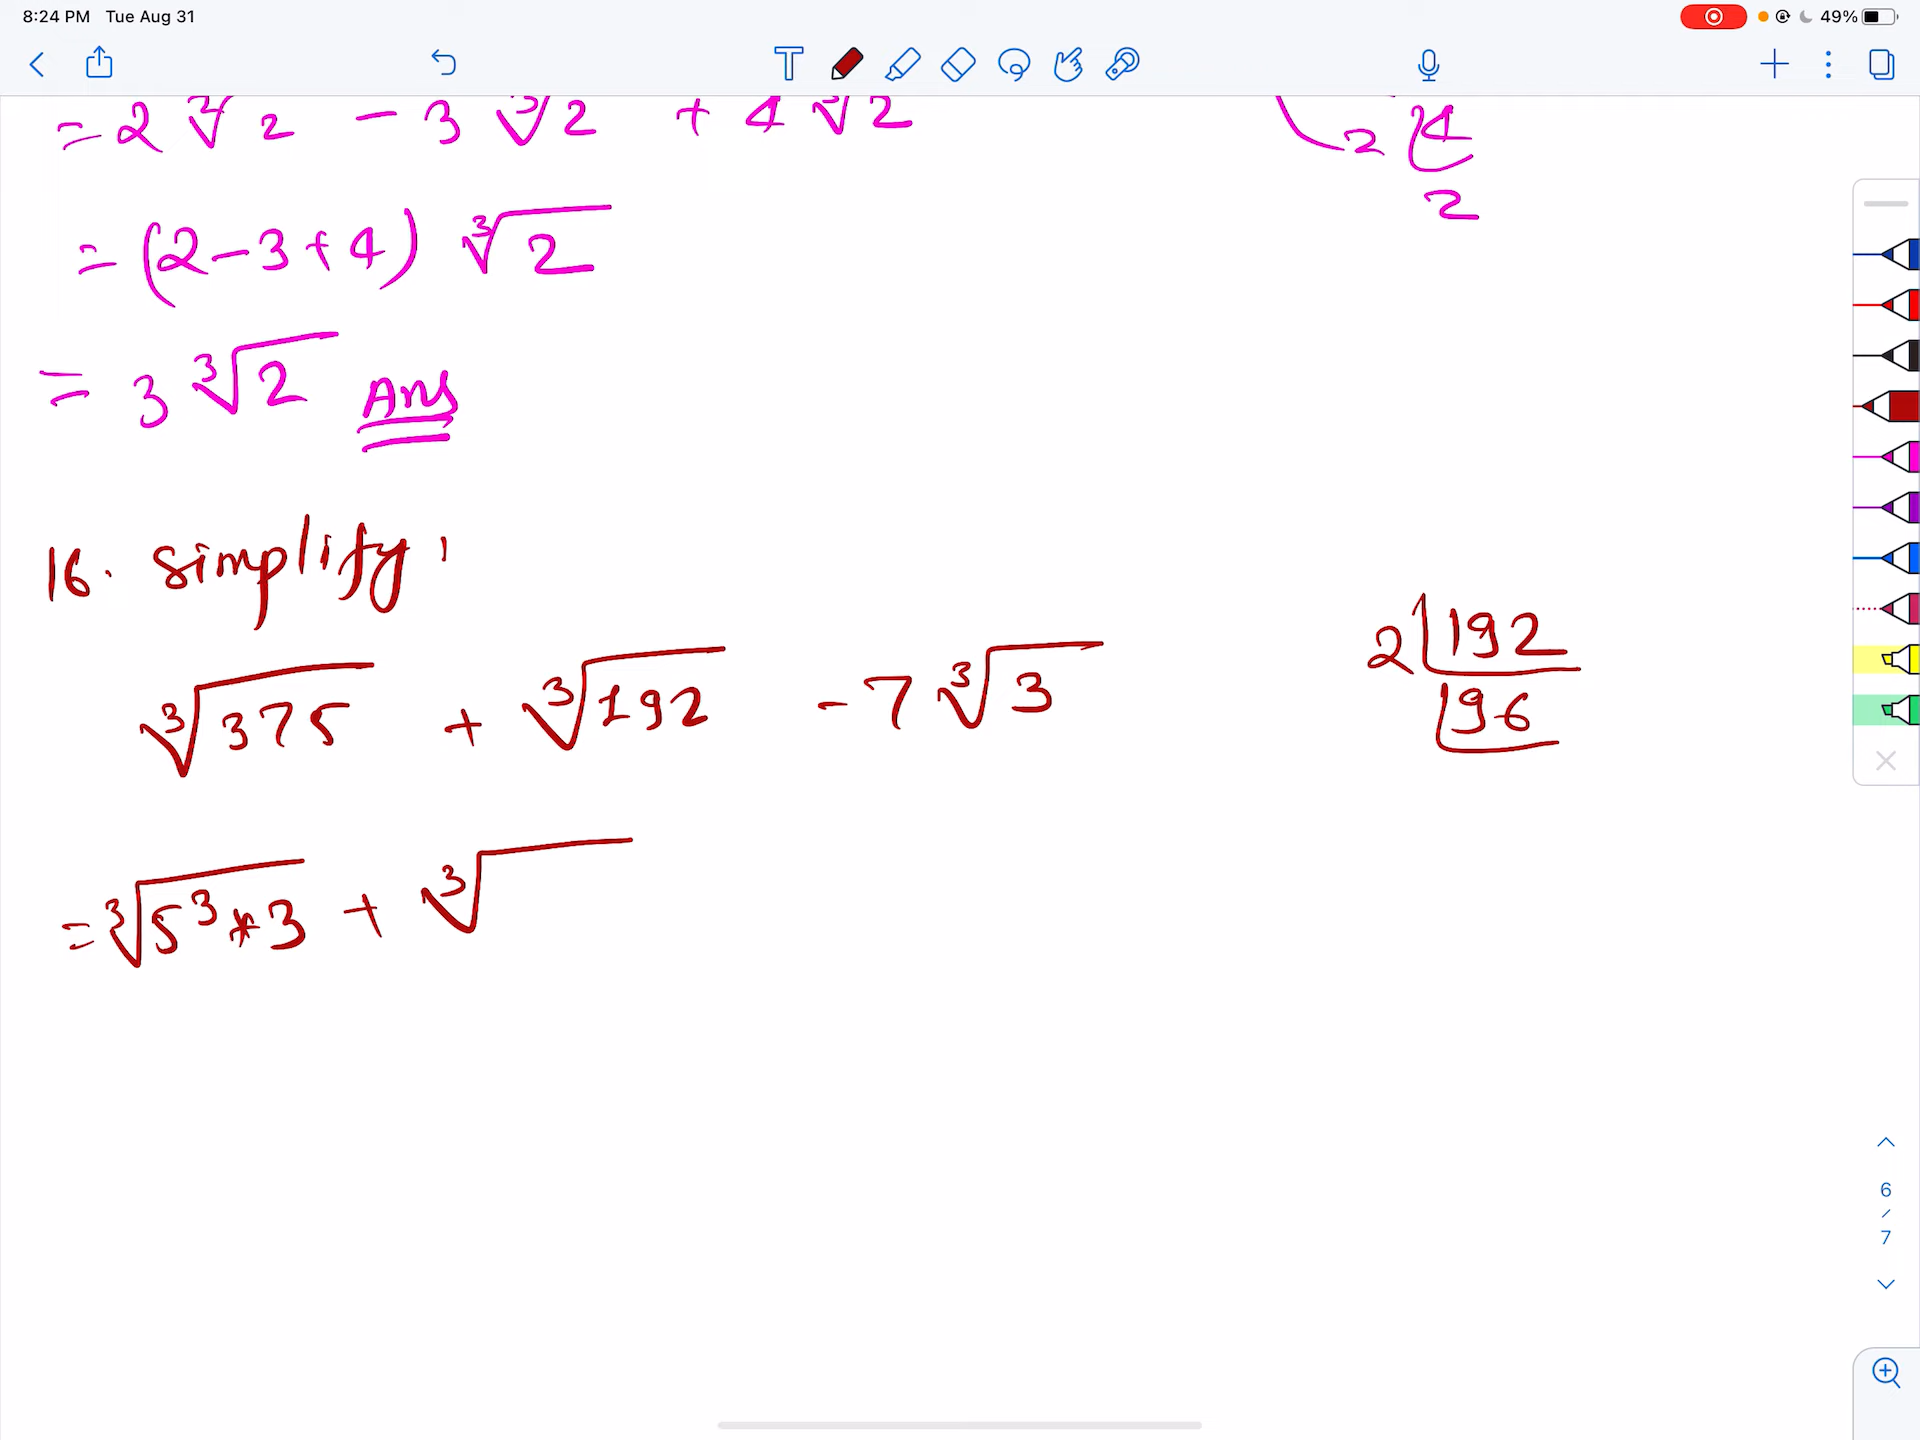 8:24 PM Tue Aug 31
49%
= 2 ∛2 - 3 ∛2 + 4 ∛2
2 4
2
= (2-3+4) ∛2
= 3 ∛2 Ans
16. Simplify:
∛375 + ∛192 - 7 ∛3
2 192
96
= ∛5³*3 + ∛
6
/
7